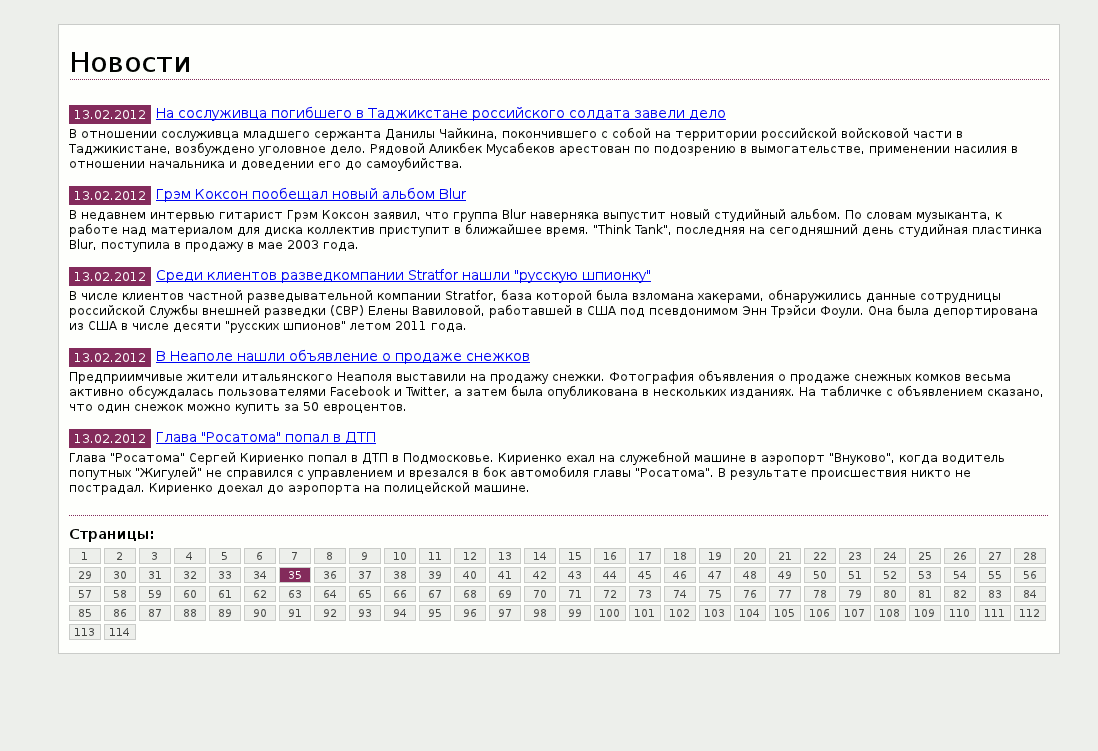 Новости
13.02.2012 На сослуживца погибшего в Таджикстане российского солдата завели дело
В отношении сослуживца младшего сержанта Данилы Чайкина, покончившего с собой на территории российской войсковой части в
Таджикистане, возбуждено уголовное дело. Рядовой Аликбек Мусабеков арестован по подозрению в вымогательстве, применении насилия в
отношении начальника и доведении его до самоубийства.
13.02.2012 Грэм Коксон пообещал новый альбом Blur
В недавнем интервью гитарист Грэм Коксон заявил, что группа Blur наверняка выпустит новый студийный альбом. По словам музыканта, к
работе над материалом для диска коллектив приступит в ближайшее время. "Think Tank", последняя на сегодняшний день студийная пластинка
Blur, поступила в продажу в мае 2003 года.
13.02.2012 Среди клиентов разведкомпании Stratfor нашли "русскую шпионку"
В числе клиентов частной разведывательной компании Stratfor, база которой была взломана хакерами, обнаружились данные сотрудницы
российской Службы внешней разведки (СВР) Елены Вавиловой, работавшей в США под псевдонимом Энн Трэйси Фоули. Она была депортирована
из США в числе десяти "русских шпионов" летом 2011 года.
13.02.2012 В Неаполе нашли объявление о продаже снежков
Предприимчивые жители итальянского Неаполя выставили на продажу снежки. Фотография объявления о продаже снежных комков весьма
активно обсуждалась пользователями Facebook и Twitter, а затем была опубликована в нескольких изданиях. На табличке с объявлением сказано,
что один снежок можно купить за 50 евроцентов.
13.02.2012 Глава "Росатома" попал в ДТП
Глава "Росатома" Сергей Кириенко попал в ДТП в Подмосковье. Кириенко ехал на служебной машине в аэропорт "Внуково", когда водитель
попутных "Жигулей" не справился с управлением и врезался в бок автомобиля главы "Росатома". В результате происшествия никто не
пострадал. Кириенко доехал до аэропорта на полицейской машине.
Страницы:
1 2 3 4 5 6 7 8 9 10 11 12 13 14 15 16 17 18 19 20 21 22 23 24 25 26 27 28
29 30 31 32 33 34 35 36 37 38 39 40 41 42 43 44 45 46 47 48 49 50 51 52 53 54 55 56
57 58 59 60 61 62 63 64 65 66 67 68 69 70 71 72 73 74 75 76 77 78 79 80 81 82 83 84
85 86 87 88 89 90 91 92 93 94 95 96 97 98 99 100 101 102 103 104 105 106 107 108 109 110 111 112
113 114